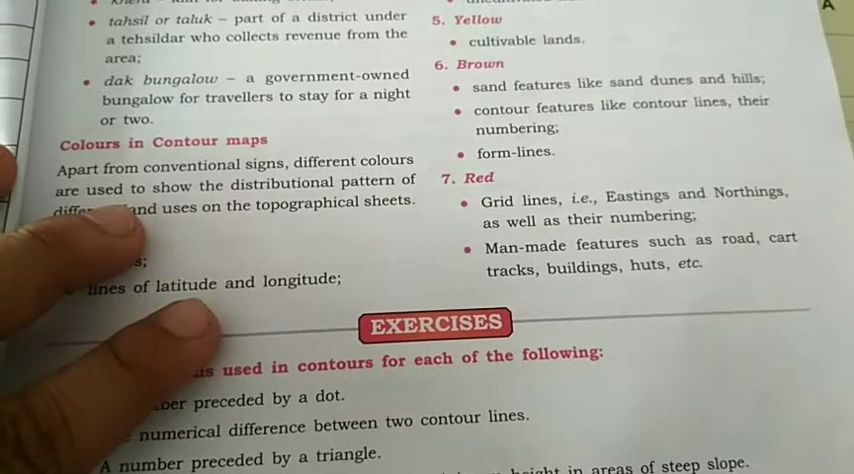 • tahsil or taluk – part of a district under
a tehsildar who collects revenue from the
area;
• dak bungalow – a government-owned
bungalow for travellers to stay for a night
or two.
Colours in Contour maps
Apart from conventional signs, different colours
are used to show the distributional pattern of
and uses on the topographical sheets.
lines of latitude and longitude;
5. Yellow
• cultivable lands.
6. Brown
• sand features like sand dunes and hills;
• contour features like contour lines, their
numbering;
• form-lines.
7. Red
• Grid lines, i.e., Eastings and Northings,
as well as their numbering;
• Man-made features such as road, cart
tracks, buildings, huts, etc.
EXERCISES
used in contours for each of the following:
preceded by a dot.
numerical difference between two contour lines.
A number preceded by a triangle.
height in areas of steep slope.
A